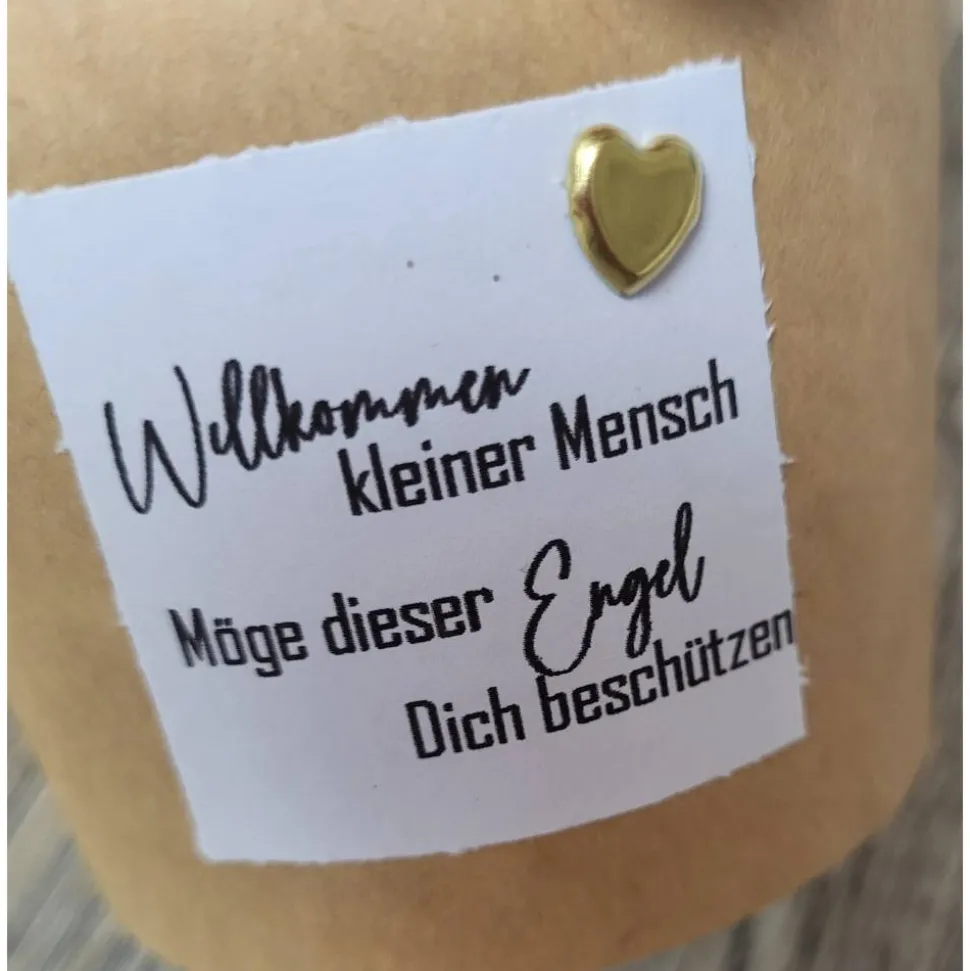 Willkommen
kleiner Mensch
Möge dieser Engel
Dich beschützen